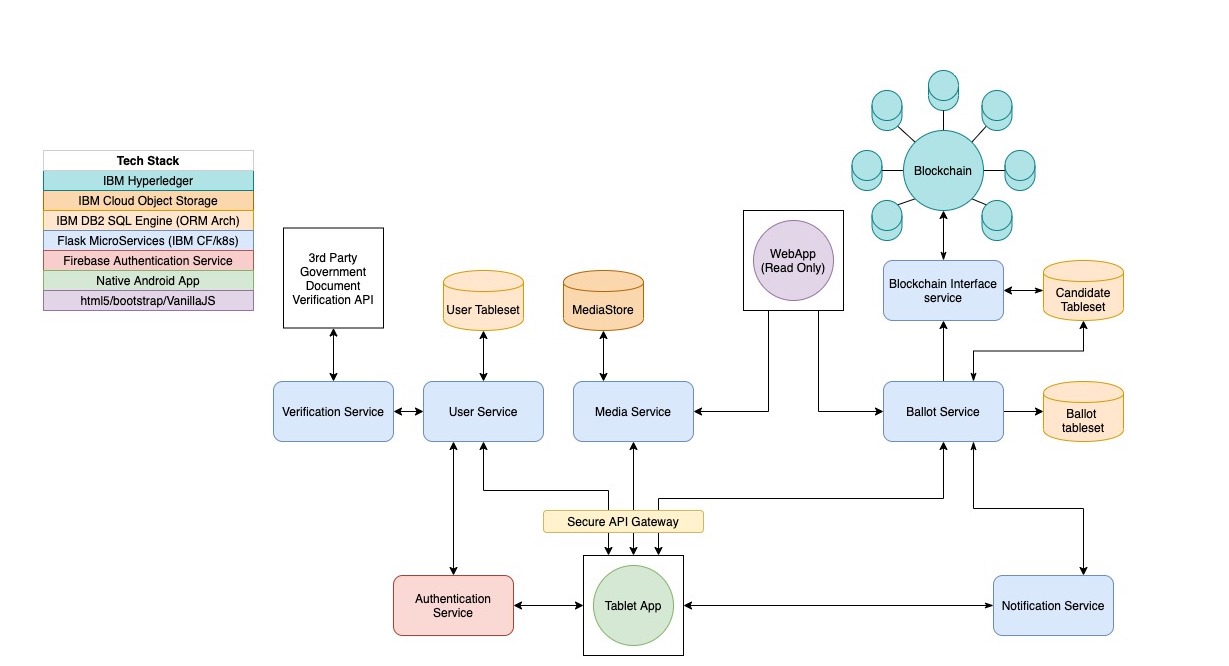 Tech Stack
IBM Hyperledger
IBM Cloud Object Storage
IBM DB2 SQL Engine (ORM Arch)
Flask MicroServices (IBM CF/k8s)
Firebase Authentication Service
Native Android App
html5/bootstrap/VanillaJS
3rd Party
Government
Document
Verification API
User Tableset
MediaStore
WebApp
(Read Only)
Blockchain
Blockchain Interface
service
Candidate
Tableset
Verification Service
User Service
Media Service
Ballot Service
Ballot
tableset
Secure API Gateway
Authentication
Service
Tablet App
Notification Service